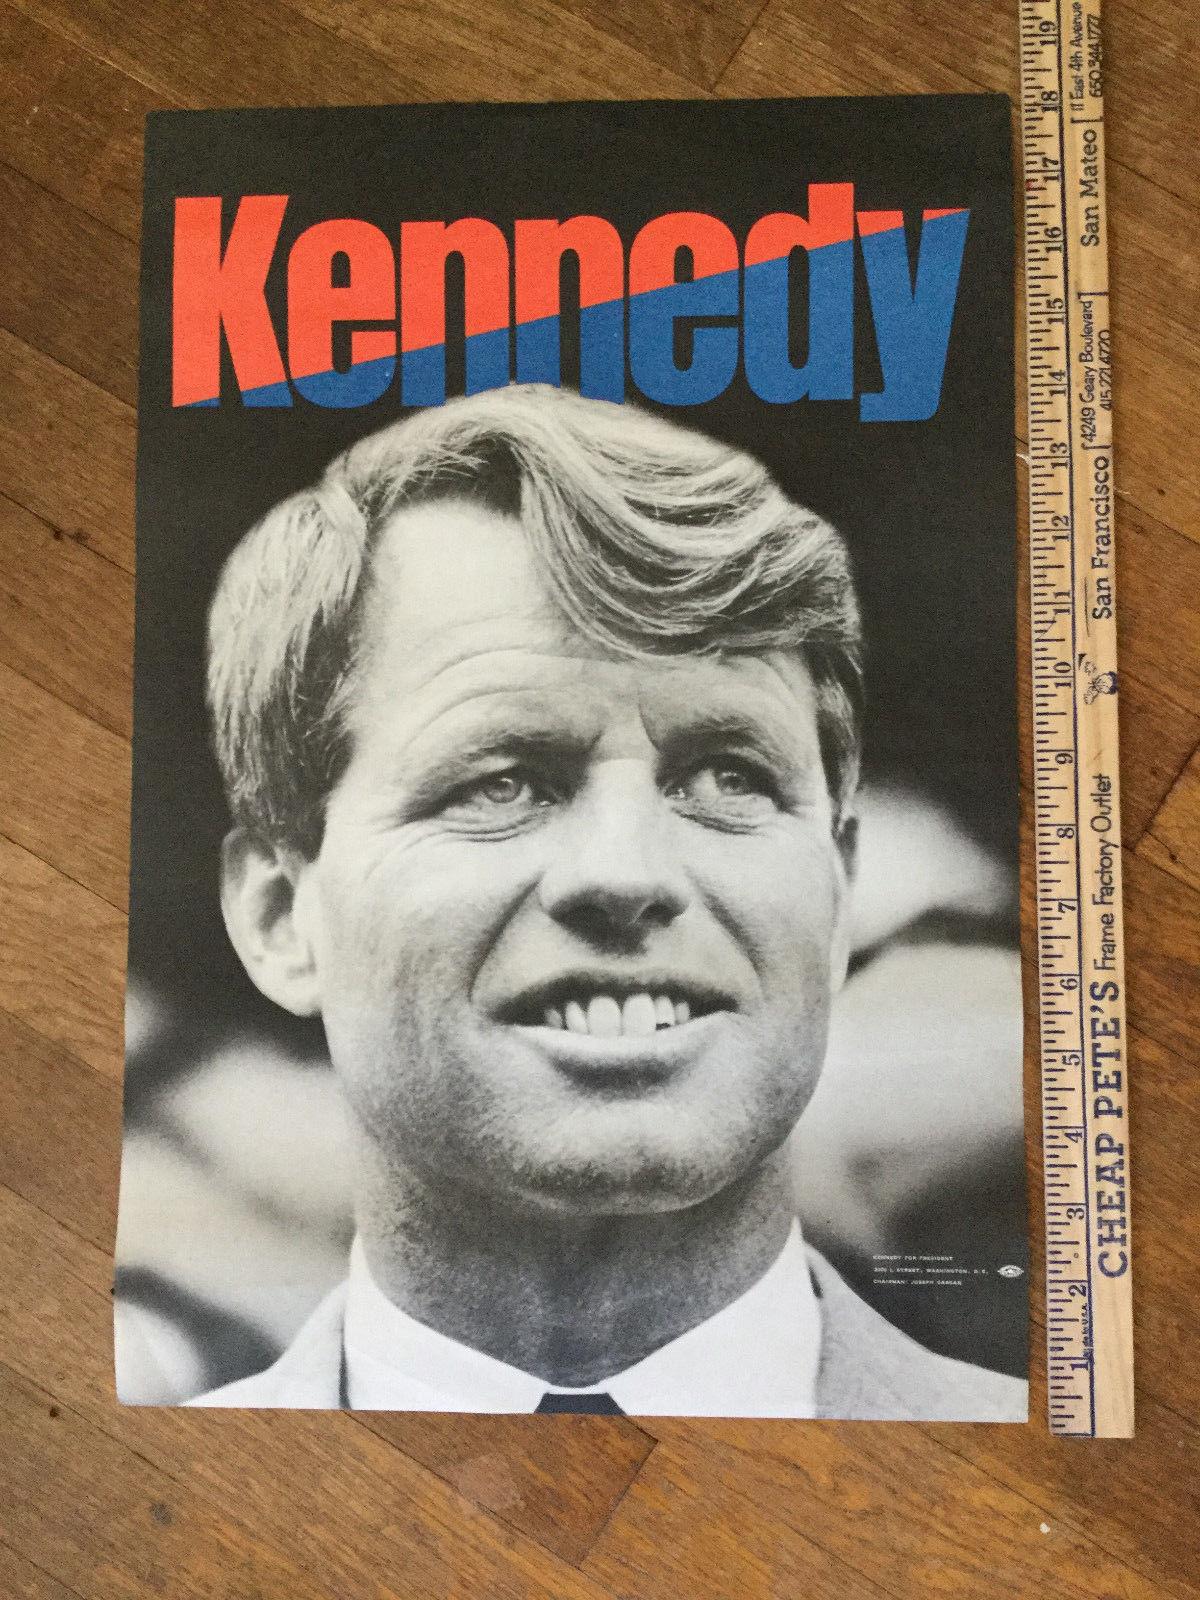 Kennedy
KENNEDY FOR PRESIDENT
2000 L STREET, WASHINGTON, D.C.
CHAIRMAN: JOSEPH GARGAN
CHEAP PETE'S Frame Factory Outlet
San Francisco [4249 Geary Boulevard]
415.221.4720
San Mateo [11 East 4th Avenue
650.344.1777
1 2 3 4 5 6 7 8 9 10 11 12 13 14 15 16 17 18 19